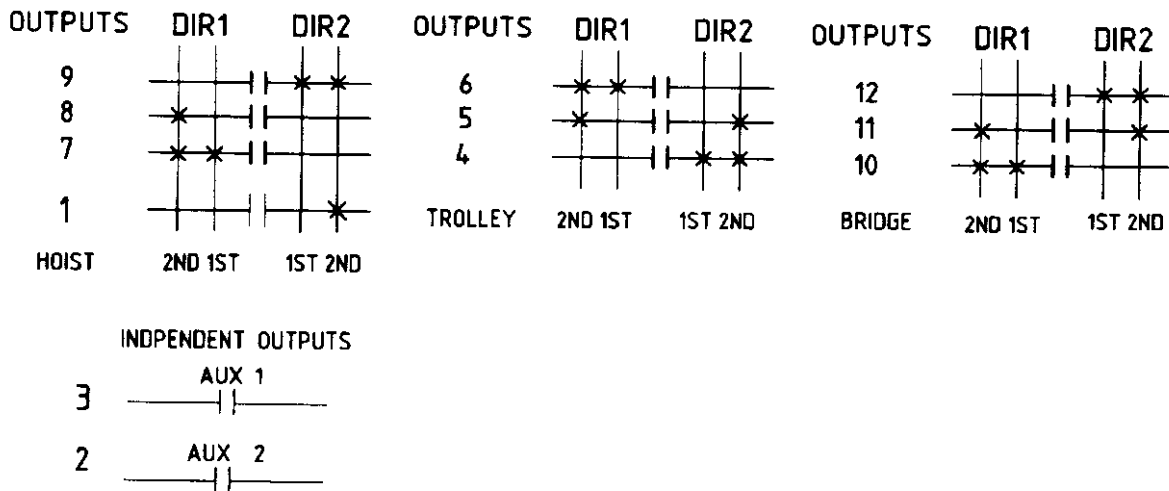 OUTPUTS DIR1 DIR2
9
8
7
1
HOIST 2ND 1ST 1ST 2ND
OUTPUTS DIR1 DIR2
6
5
4
TROLLEY 2ND 1ST 1ST 2ND
OUTPUTS DIR1 DIR2
12
11
10
BRIDGE 2ND 1ST 1ST 2ND
INDPENDENT OUTPUTS
3 AUX 1
2 AUX 2